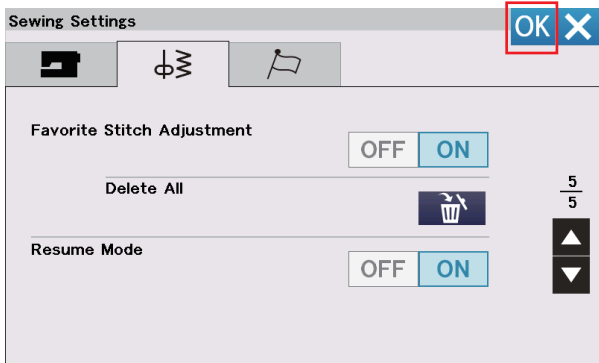 Sewing Settings
OK
Favorite Stitch Adjustment
OFF ON
Delete All
5
5
Resume Mode
OFF ON